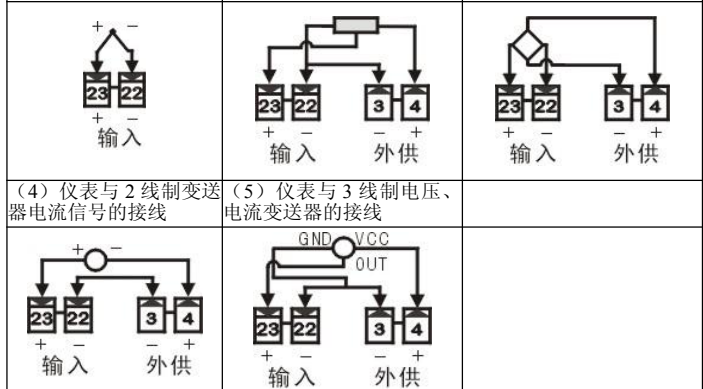 + −
23 22
+ −
输入
23 22 3 4
+ − − +
输入 外供
23 22 3 4
+ − − +
输入 外供
（4）仪表与 2 线制变送
器电流信号的接线
（5）仪表与 3 线制电压、
电流变送器的接线
+ −
23 22 3 4
+ − − +
输入 外供
GND VCC
OUT
23 22 3 4
+ − − +
输入 外供